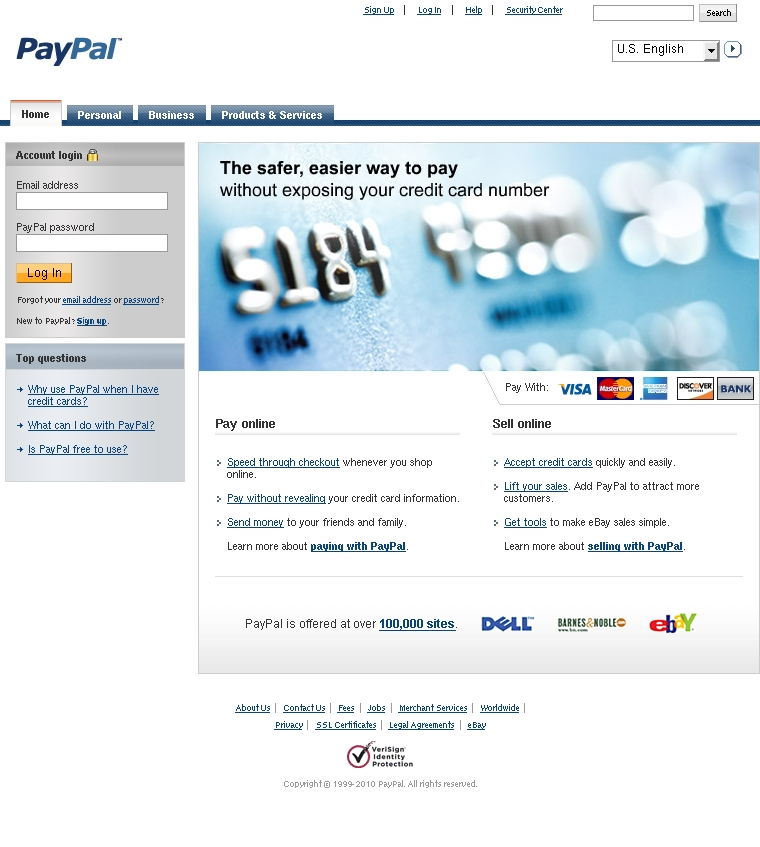 Sign Up | Log In | Help | Security Center Search
PayPal™
U.S. English
Home Personal Business Products & Services
Account login
Email address
PayPal password
Log In
Forgot your email address or password?
New to PayPal? Sign up.
Top questions
Why use PayPal when I have
credit cards?
What can I do with PayPal?
Is PayPal free to use?
The safer, easier way to pay
without exposing your credit card number
5184
Pay With: VISA MasterCard AMERICAN EXPRESS DISCOVER BANK
Pay online
Speed through checkout whenever you shop
online.
Pay without revealing your credit card information.
Send money to your friends and family.
Learn more about paying with PayPal.
Sell online
Accept credit cards quickly and easily.
Lift your sales. Add PayPal to attract more
customers.
Get tools to make eBay sales simple.
Learn more about selling with PayPal.
PayPal is offered at over 100,000 sites. DELL BARNES&NOBLE www.bn.com ebay
About Us | Contact Us | Fees | Jobs | Merchant Services | Worldwide |
Privacy | SSL Certificates | Legal Agreements | eBay
VeriSign
Identity
Protection
Copyright © 1999-2010 PayPal. All rights reserved.